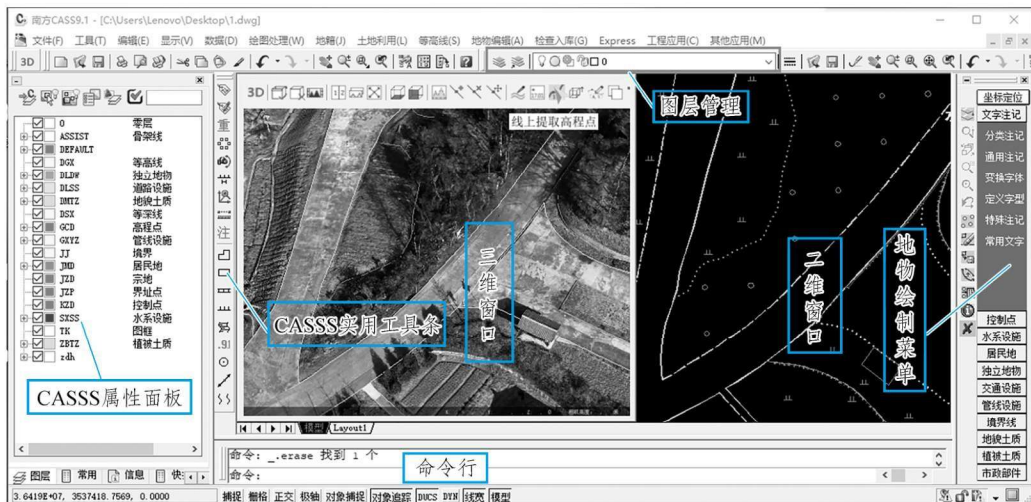 南方CASS9.1 - [C:\Users\Lenovo\Desktop\1.dwg]
文件(F) 工具(T) 编辑(E) 显示(V) 数据(D) 绘图处理(W) 地籍(J) 土地利用(L) 等高线(S) 地物编辑(A) 检查入库(G) Express 工程应用(C) 其他应用(M)
3D
0
图层管理
3D
线上提取高程点
0 零层
ASSIST 骨架线
DEFAULT
DGX 等高线
DLDW 独立地物
DLSS 道路设施
DMTZ 地貌土质
DSX 等深线
GCD 高程点
GXYZ 管线设施
JJ 境界
JMD 居民地
JZD 宗地
JZP 界址点
KZD 控制点
SXSS 水系设施
TK 图框
ZBTZ 植被土质
zdh
CASSS属性面板
重
注
.91
CASSS实用工具条
三维窗口
二维窗口
地物绘制菜单
坐标定位
文字注记
分类注记
通用注记
变换字体
定义字型
特殊注记
常用文字
控制点
水系设施
居民地
独立地物
交通设施
管线设施
境界线
地貌土质
植被土质
市政部件
模型 Layout1
命令: _.erase 找到 1 个
命令:
命令行
图层 常用 信息 快
3.6419E+07, 3537418.7569, 0.0000 捕捉 栅格 正交 极轴 对象捕捉 对象追踪 DUCS DYN 线宽 模型